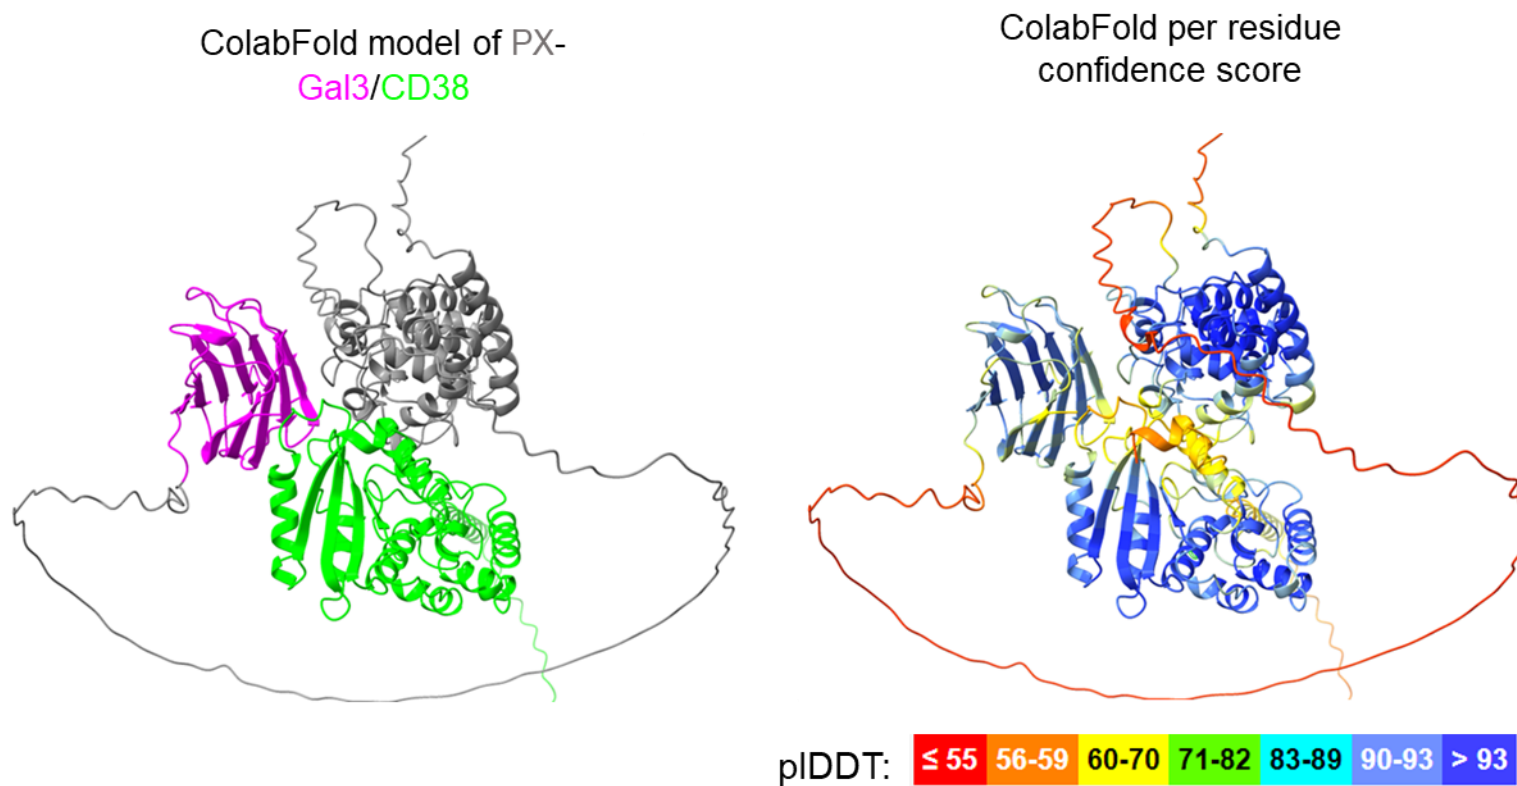 ColabFold model of PX-
Gal3/CD38
ColabFold per residue
confidence score
plDDT: ≤ 55 56-59 60-70 71-82 83-89 90-93 > 93